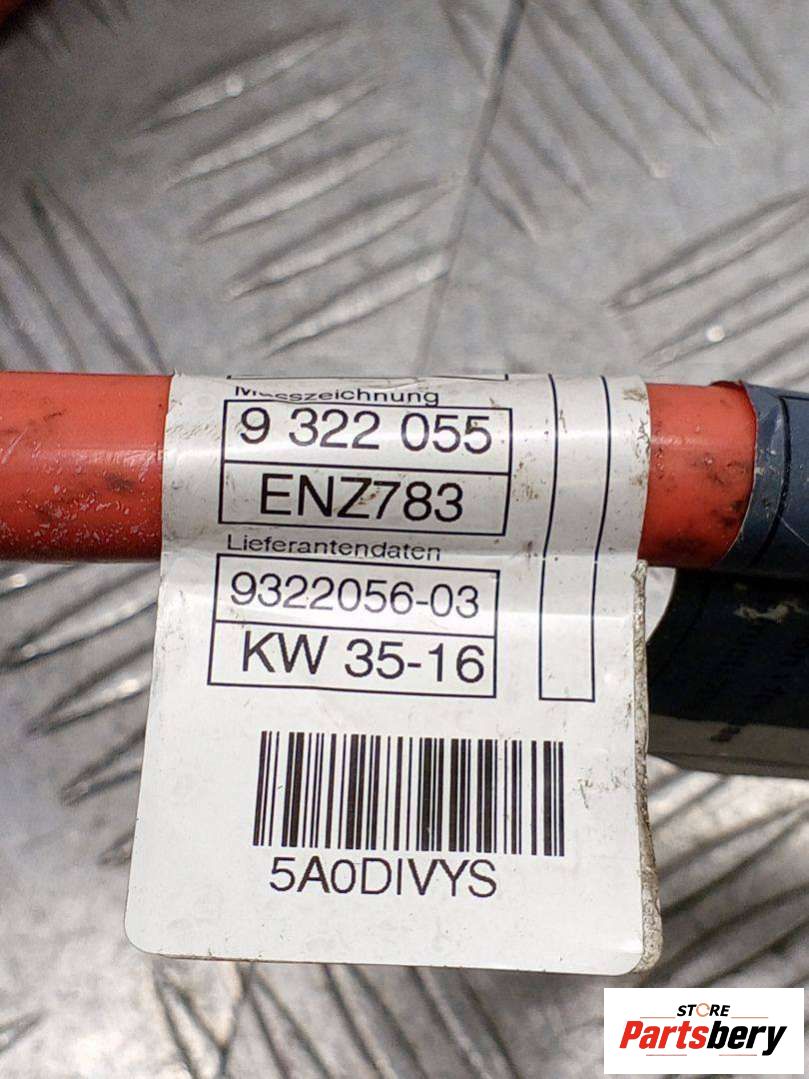 9 322 055
ENZ783
Lieferantendaten
9322056-03
KW 35-16
5A0DIVYS
STORE
Partsbery